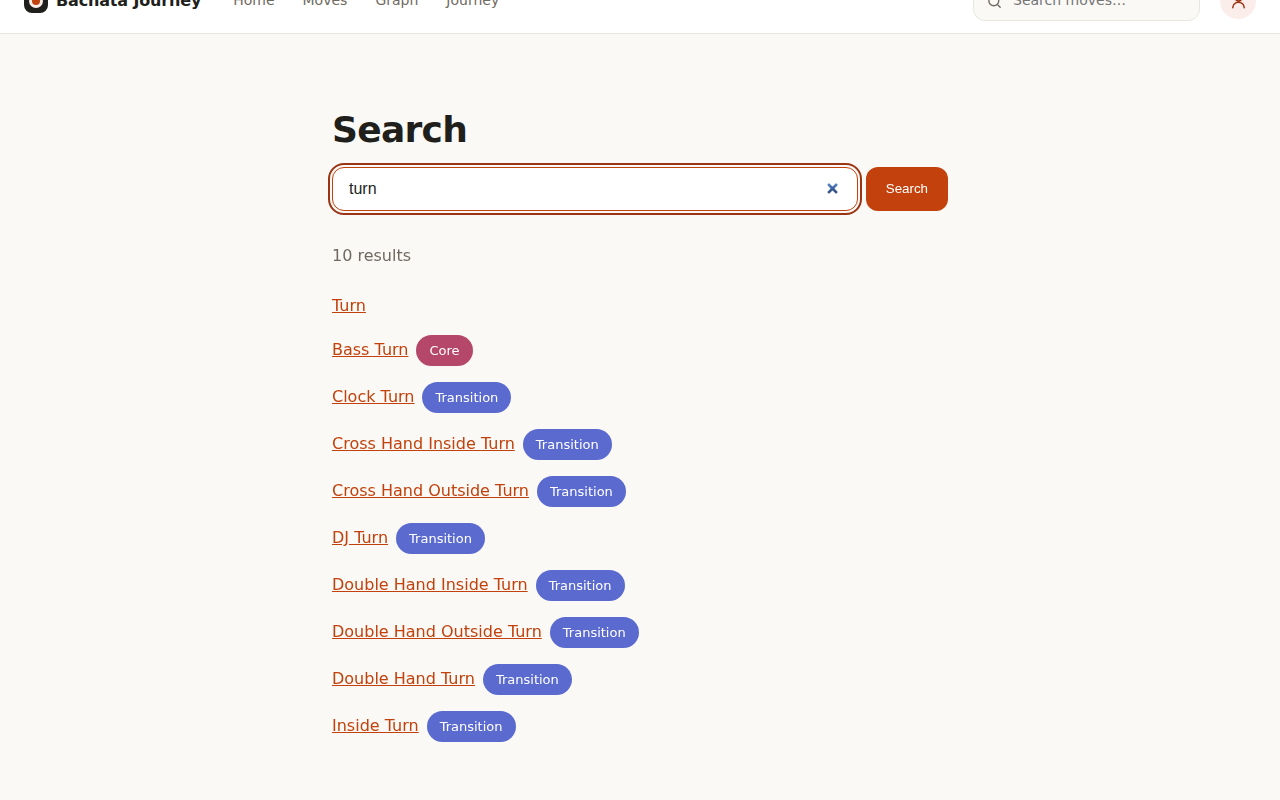 Bachata Journey Home Moves Graph Journey Search moves...
Search
turn Search
10 results
Turn
Bass Turn Core
Clock Turn Transition
Cross Hand Inside Turn Transition
Cross Hand Outside Turn Transition
DJ Turn Transition
Double Hand Inside Turn Transition
Double Hand Outside Turn Transition
Double Hand Turn Transition
Inside Turn Transition